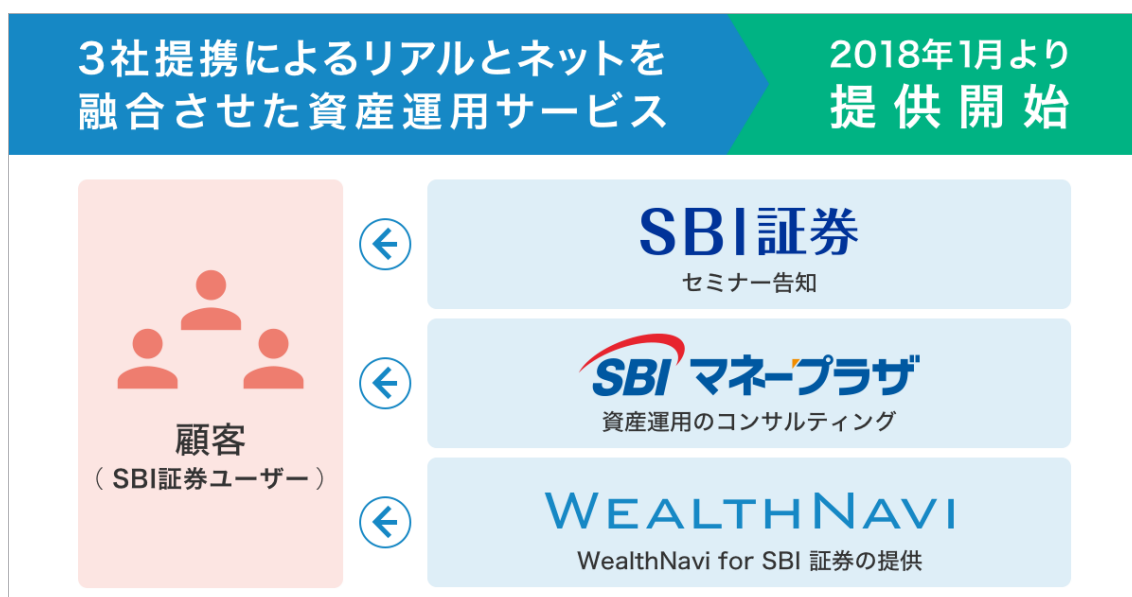 3社提携によるリアルとネットを
融合させた資産運用サービス
2018年1月より
提供開始
顧客
（SBI証券ユーザー）
SBI証券
セミナー告知
SBIマネープラザ
資産運用のコンサルティング
WEALTHNAVI
WealthNavi for SBI 証券の提供